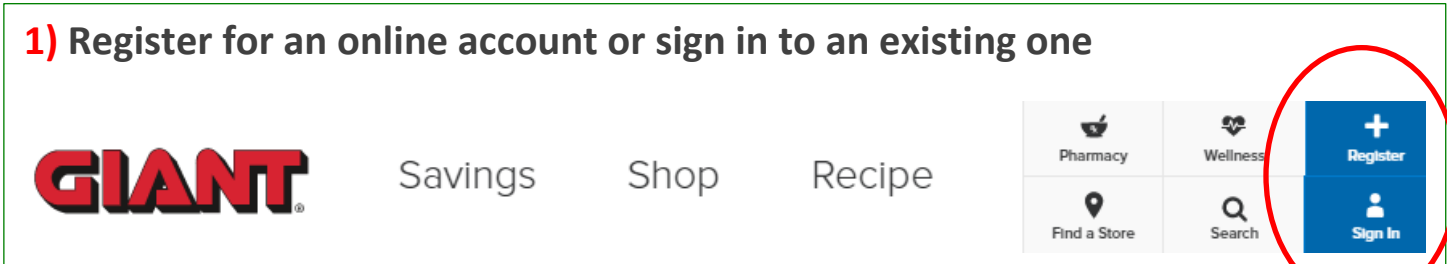 1) Register for an online account or sign in to an existing one
GIANT®
Savings
Shop
Recipe
Pharmacy
Wellness
Register
Find a Store
Search
Sign In